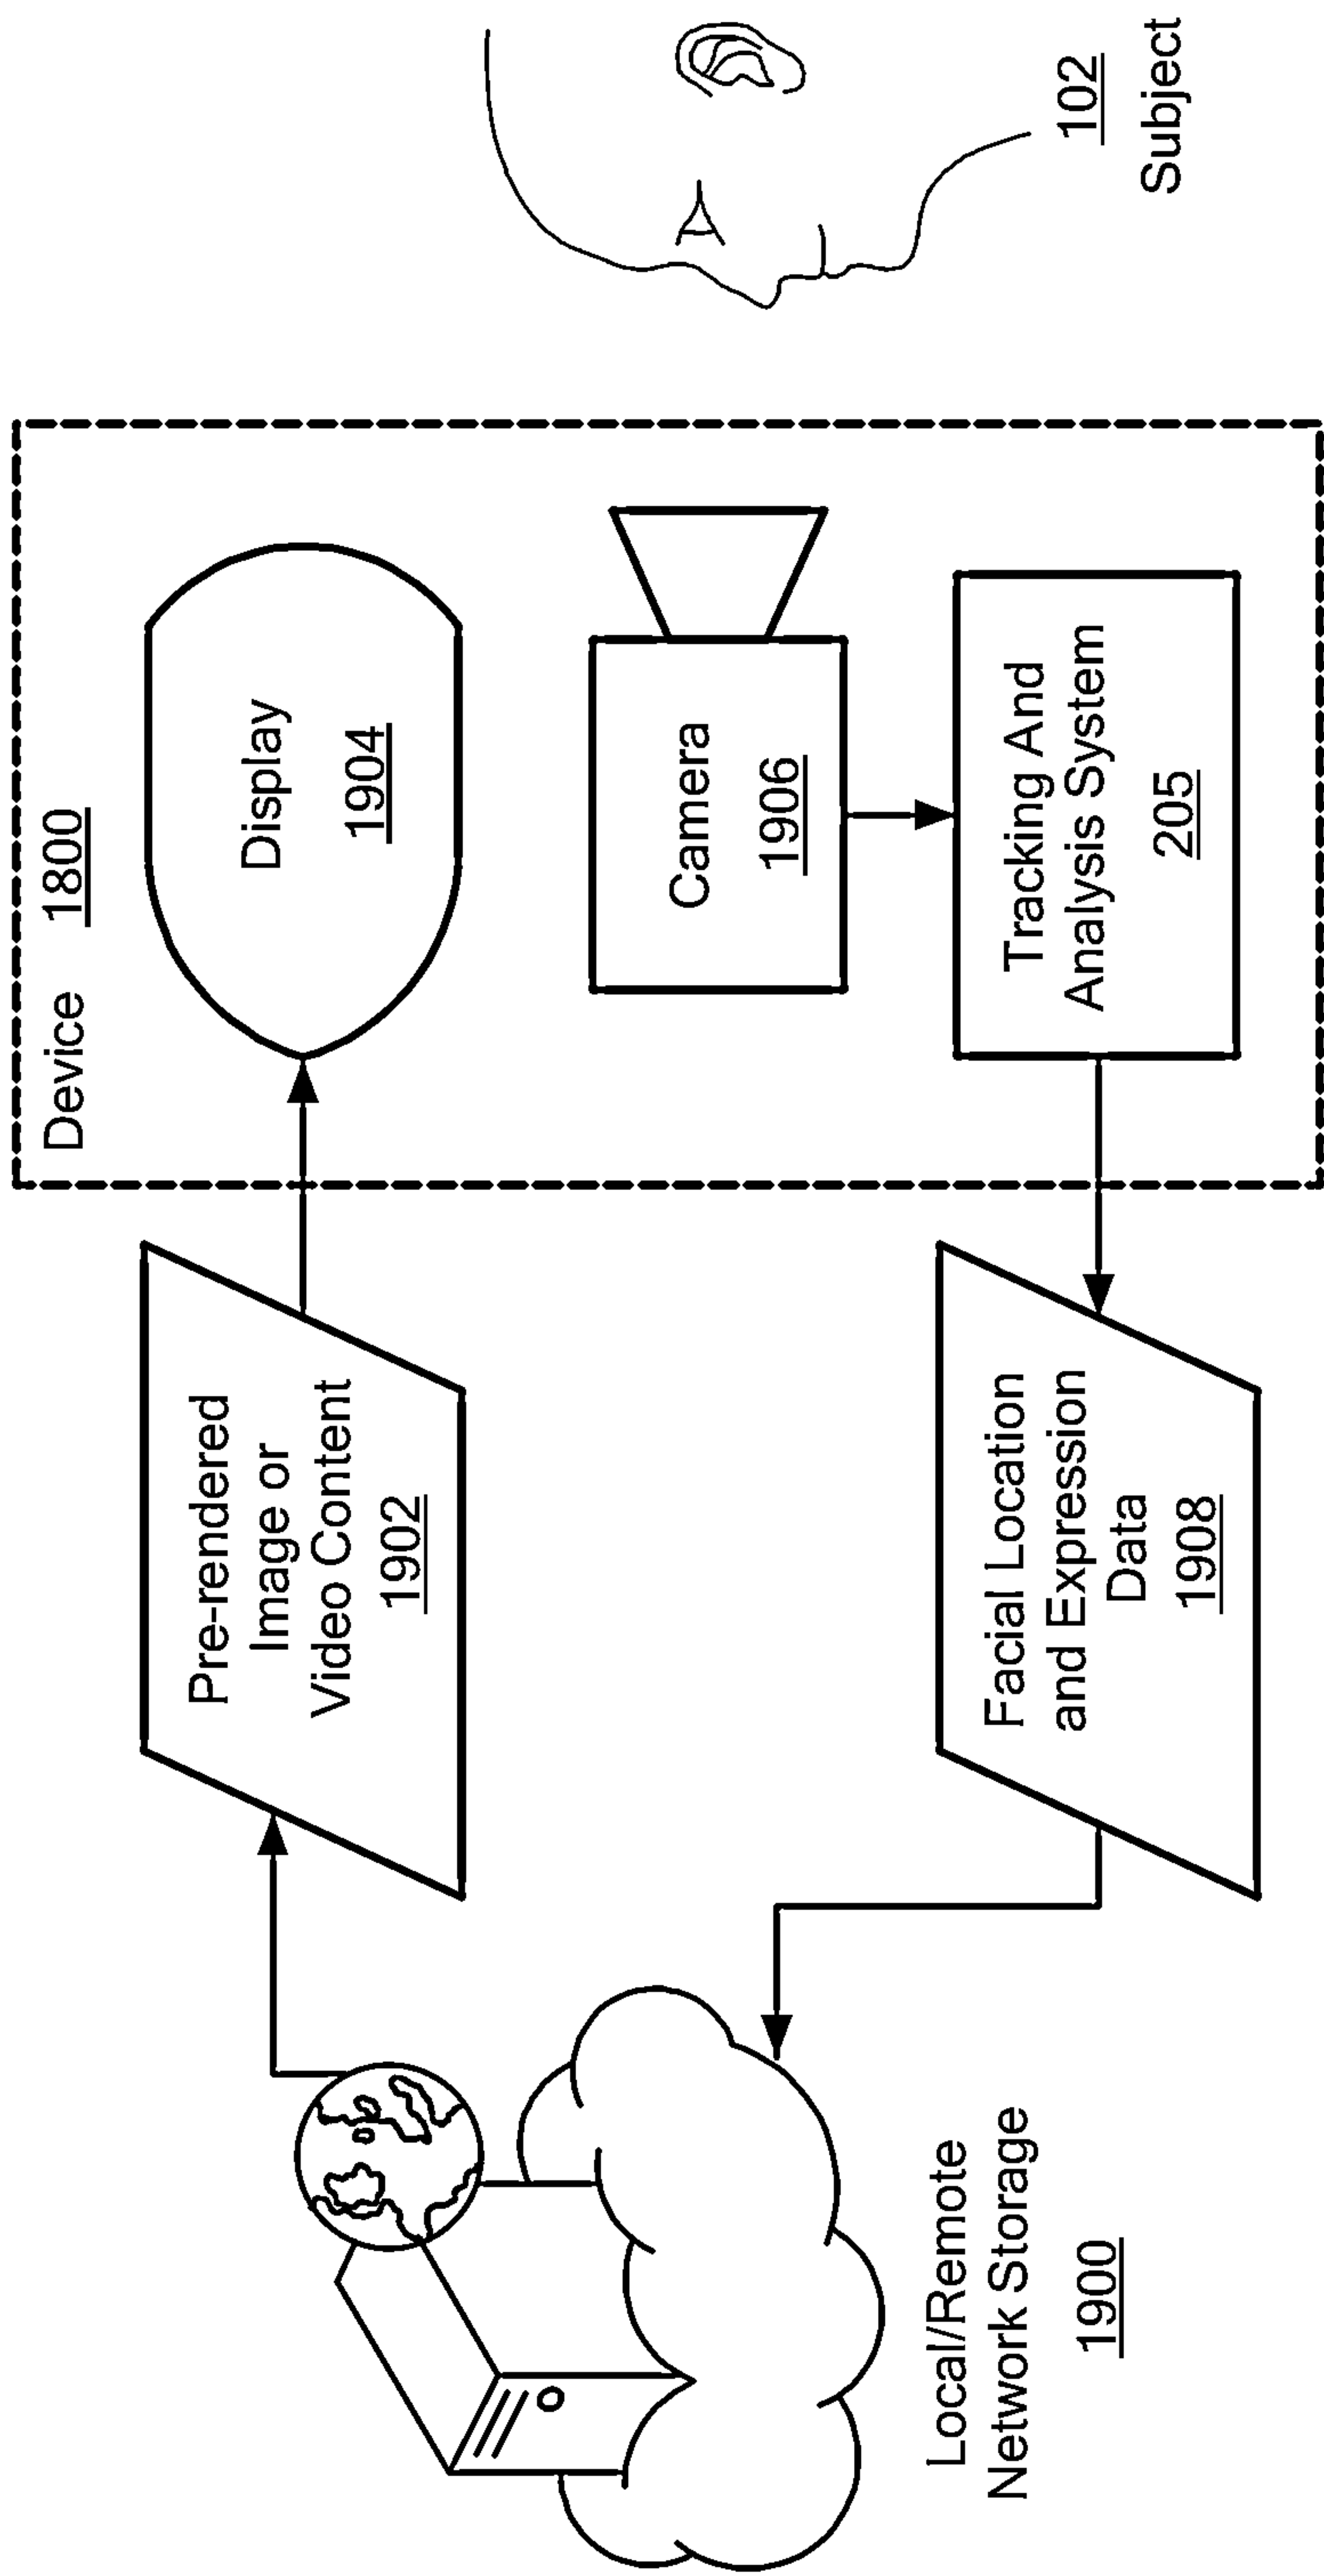 Local/Remote
Network Storage
1900
Pre-rendered
Image or
Video Content
1902
Facial Location
and Expression
Data
1908
Device 1800
Display
1904
Camera
1906
Tracking And
Analysis System
205
102
Subject